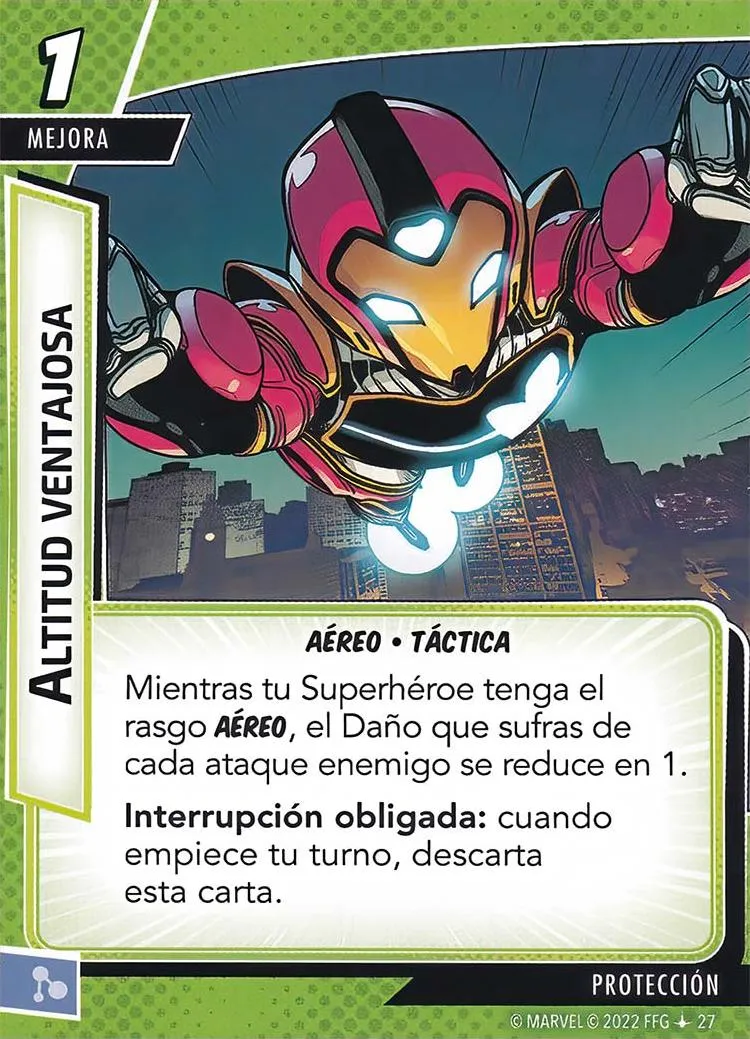 1
MEJORA
ALTITUD VENTAJOSA
AÉREO • TÁCTICA
Mientras tu Superhéroe tenga el
rasgo AÉREO, el Daño que sufras de
cada ataque enemigo se reduce en 1.
Interrupción obligada: cuando
empiece tu turno, descarta
esta carta.
PROTECCIÓN
© MARVEL © 2022 FFG 27